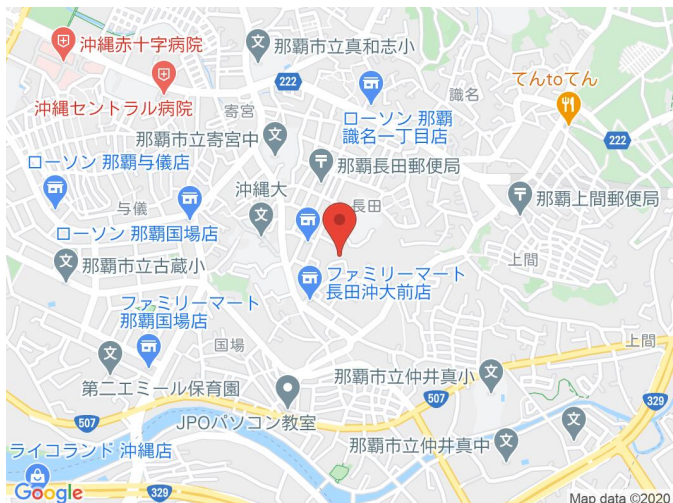 沖縄赤十字病院
文
那覇市立真和志小
222
てんtoてん
沖縄セントラル病院
寄宮
識名
ローソン 那覇
識名一丁目店
那覇市立寄宮中
文
222
ローソン 那覇与儀店
那覇長田郵便局
沖縄大
長田
那覇上間郵便局
与儀
文
ローソン 那覇国場店
文
那覇市立古蔵小
ファミリーマート
長田沖大前店
上間
ファミリーマート
那覇国場店
上間
国場
文
第二エミール保育園
那覇市立仲井真小
文
507
329
JPOパソコン教室
507
文
那覇市立仲井真中
文
ライコランド 沖縄店
Google
329
Map data ©2020